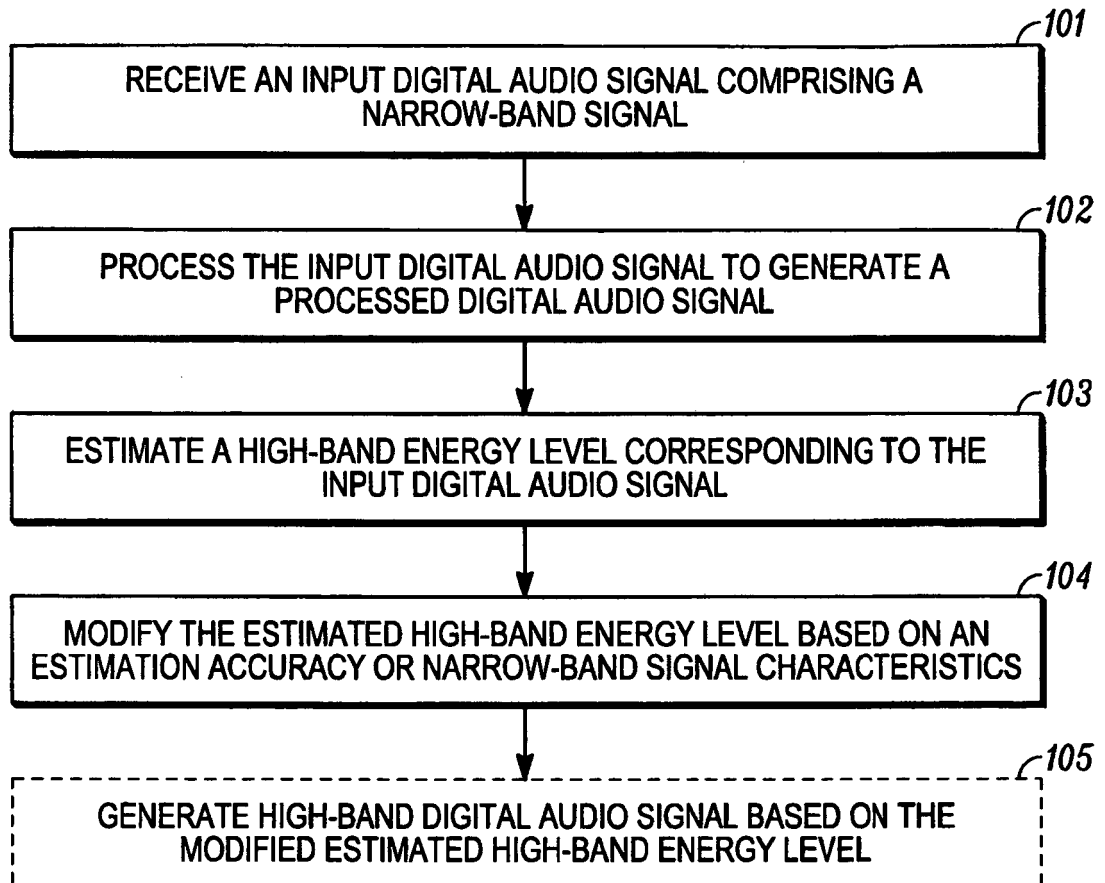 101
RECEIVE AN INPUT DIGITAL AUDIO SIGNAL COMPRISING A
NARROW-BAND SIGNAL
102
PROCESS THE INPUT DIGITAL AUDIO SIGNAL TO GENERATE A
PROCESSED DIGITAL AUDIO SIGNAL
103
ESTIMATE A HIGH-BAND ENERGY LEVEL CORRESPONDING TO THE
INPUT DIGITAL AUDIO SIGNAL
104
MODIFY THE ESTIMATED HIGH-BAND ENERGY LEVEL BASED ON AN
ESTIMATION ACCURACY OR NARROW-BAND SIGNAL CHARACTERISTICS
105
GENERATE HIGH-BAND DIGITAL AUDIO SIGNAL BASED ON THE
MODIFIED ESTIMATED HIGH-BAND ENERGY LEVEL